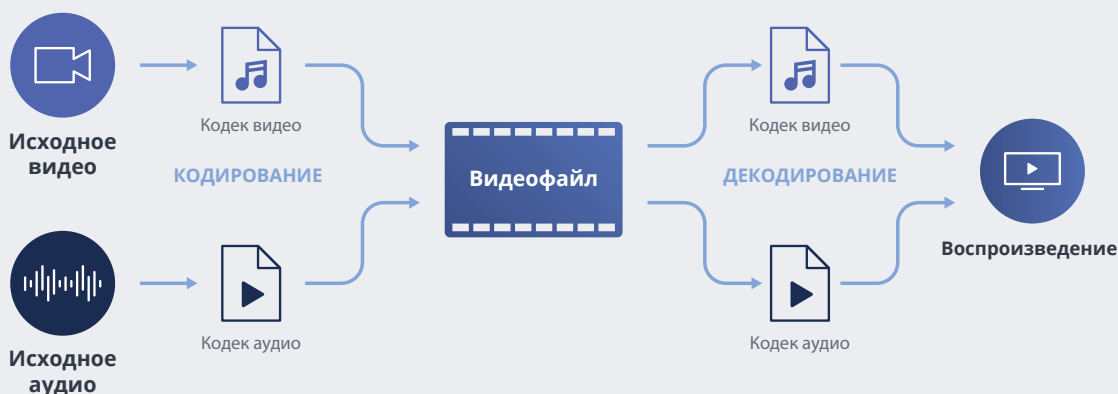 Исходное
видео
Кодек видео
КОДИРОВАНИЕ
Исходное
аудио
Кодек аудио
Видеофайл
Кодек видео
ДЕКОДИРОВАНИЕ
Кодек аудио
Воспроизведение